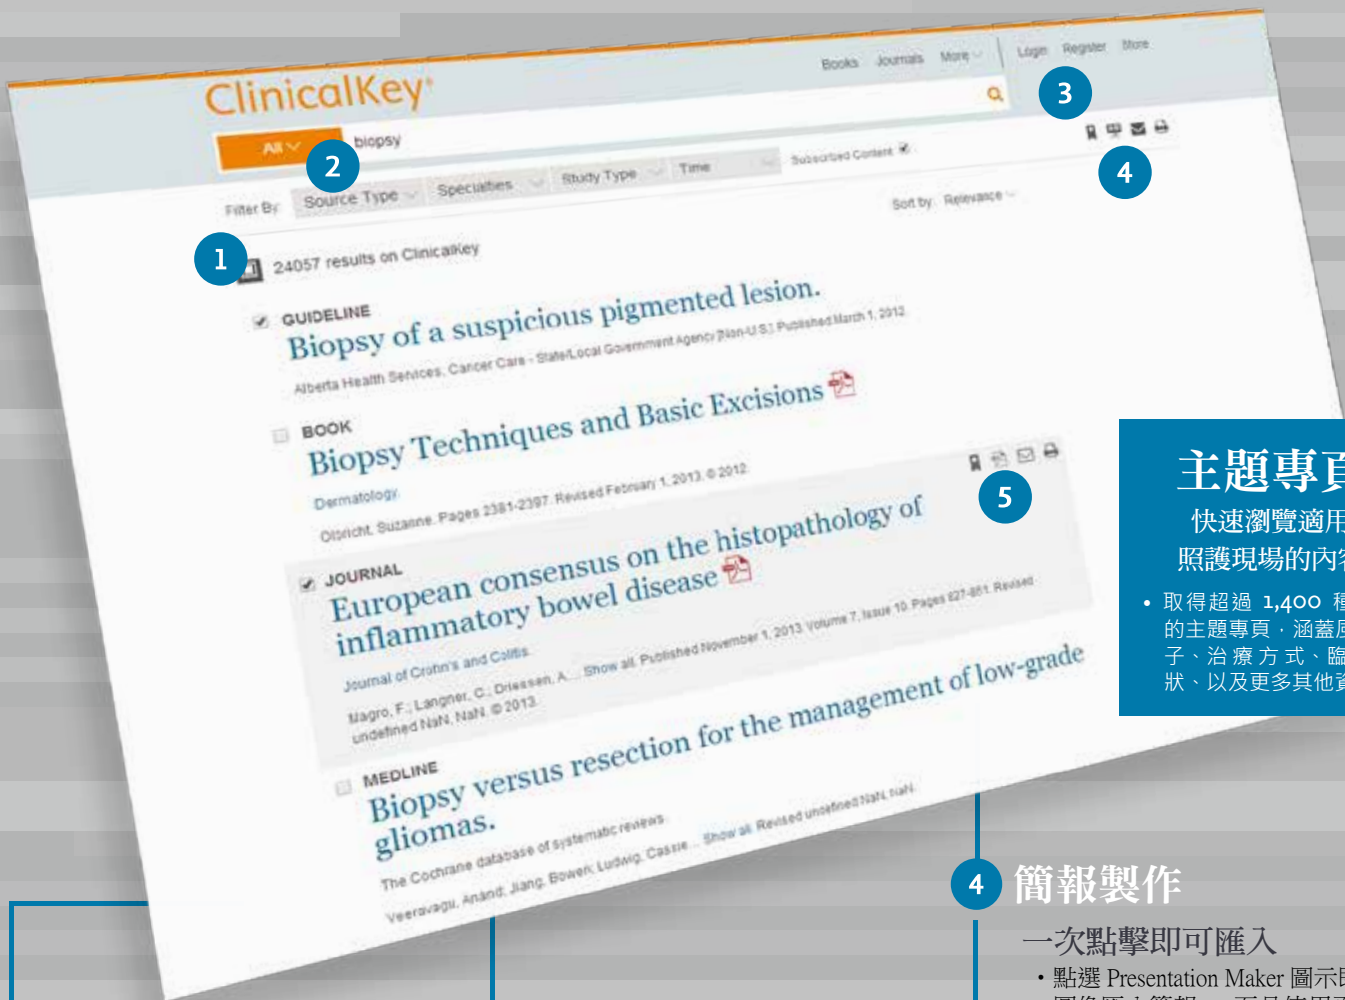 ClinicalKey®
Books Journals More
Login Register More
All
biopsy
3
2
4
Filter By: Source Type Specialties Study Type Time Subscribed Content
Sort by: Relevance
1
24057 results on ClinicalKey
GUIDELINE
Biopsy of a suspicious pigmented lesion.
Alberta Health Services, Cancer Care - State/Local Government Agency [Non-U.S.]. Published March 1, 2012.
BOOK
Biopsy Techniques and Basic Excisions
Dermatology.
Olbricht, Suzanne. Pages 2381-2397. Revised February 1, 2013. © 2012.
5
JOURNAL
European consensus on the histopathology of
inflammatory bowel disease
Journal of Crohn's and Colitis.
Magro, F.; Langner, C.; Driessen, A... Show all. Published November 1, 2013. Volume 7, Issue 10. Pages 827-851. Revised
undefined NaN, NaN. © 2013.
MEDLINE
Biopsy versus resection for the management of low-grade
gliomas.
The Cochrane database of systematic reviews
Veeravagu, Anand; Jiang, Bowen; Ludwig, Cassie... Show all. Revised undefined NaN, NaN.
主題專頁
快速瀏覽適用
照護現場的內容
• 取得超過 1,400 種
的主題專頁，涵蓋風
子、治療方式、臨
狀、以及更多其他資
4 簡報製作
一次點擊即可匯入
・點選 Presentation Maker 圖示即